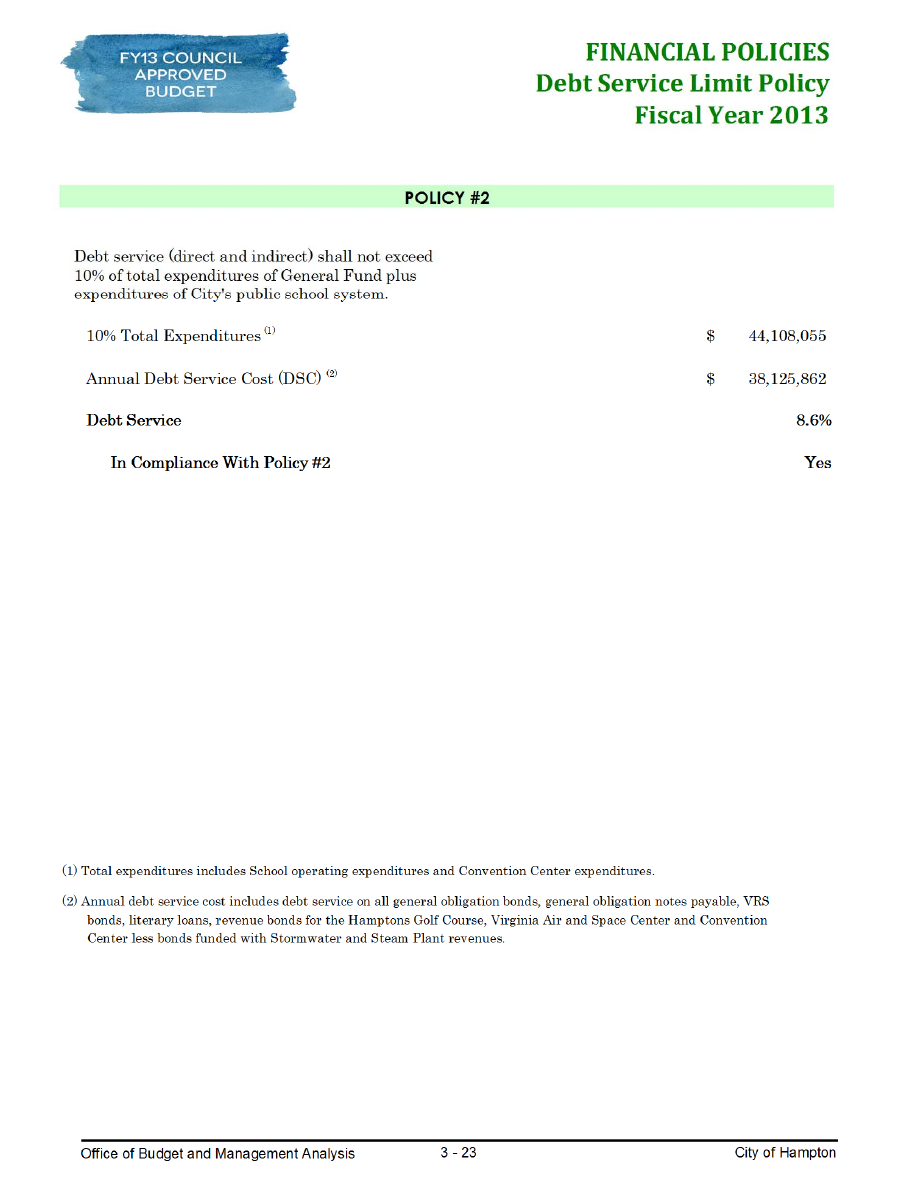 FY13 COUNCIL
APPROVED
BUDGET
FINANCIAL POLICIES
Debt Service Limit Policy
Fiscal Year 2013
POLICY #2
Debt service (direct and indirect) shall not exceed
10% of total expenditures of General Fund plus
expenditures of City's public school system.
10% Total Expenditures (1) $ 44,108,055
Annual Debt Service Cost (DSC) (2) $ 38,125,862
Debt Service 8.6%
In Compliance With Policy #2 Yes
(1) Total expenditures includes School operating expenditures and Convention Center expenditures.
(2) Annual debt service cost includes debt service on all general obligation bonds, general obligation notes payable, VRS
bonds, literary loans, revenue bonds for the Hamptons Golf Course, Virginia Air and Space Center and Convention
Center less bonds funded with Stormwater and Steam Plant revenues.
Office of Budget and Management Analysis 3 - 23 City of Hampton